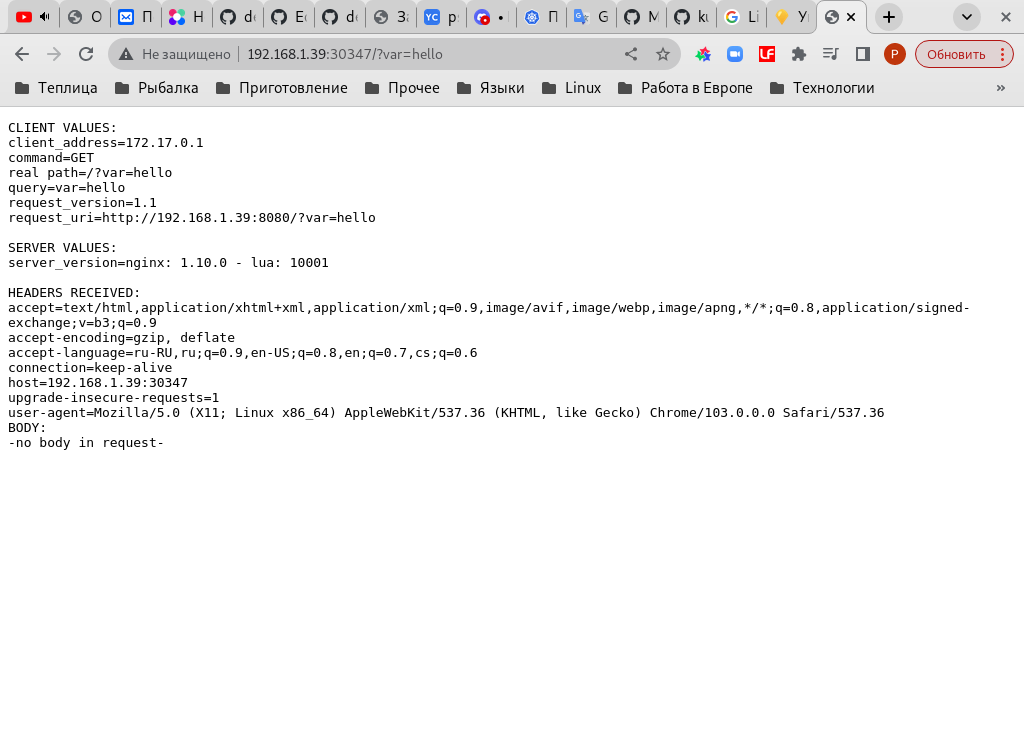 О П Н d Ec d За YC p • П G M ku Li Ур
Не защищено 192.168.1.39:30347/?var=hello P Обновить
Теплица Рыбалка Приготовление Прочее Языки Linux Работа в Европе Технологии »
CLIENT VALUES:
client_address=172.17.0.1
command=GET
real path=/?var=hello
query=var=hello
request_version=1.1
request_uri=http://192.168.1.39:8080/?var=hello
SERVER VALUES:
server_version=nginx: 1.10.0 - lua: 10001
HEADERS RECEIVED:
accept=text/html,application/xhtml+xml,application/xml;q=0.9,image/avif,image/webp,image/apng,*/*;q=0.8,application/signed-
exchange;v=b3;q=0.9
accept-encoding=gzip, deflate
accept-language=ru-RU,ru;q=0.9,en-US;q=0.8,en;q=0.7,cs;q=0.6
connection=keep-alive
host=192.168.1.39:30347
upgrade-insecure-requests=1
user-agent=Mozilla/5.0 (X11; Linux x86_64) AppleWebKit/537.36 (KHTML, like Gecko) Chrome/103.0.0.0 Safari/537.36
BODY:
-no body in request-